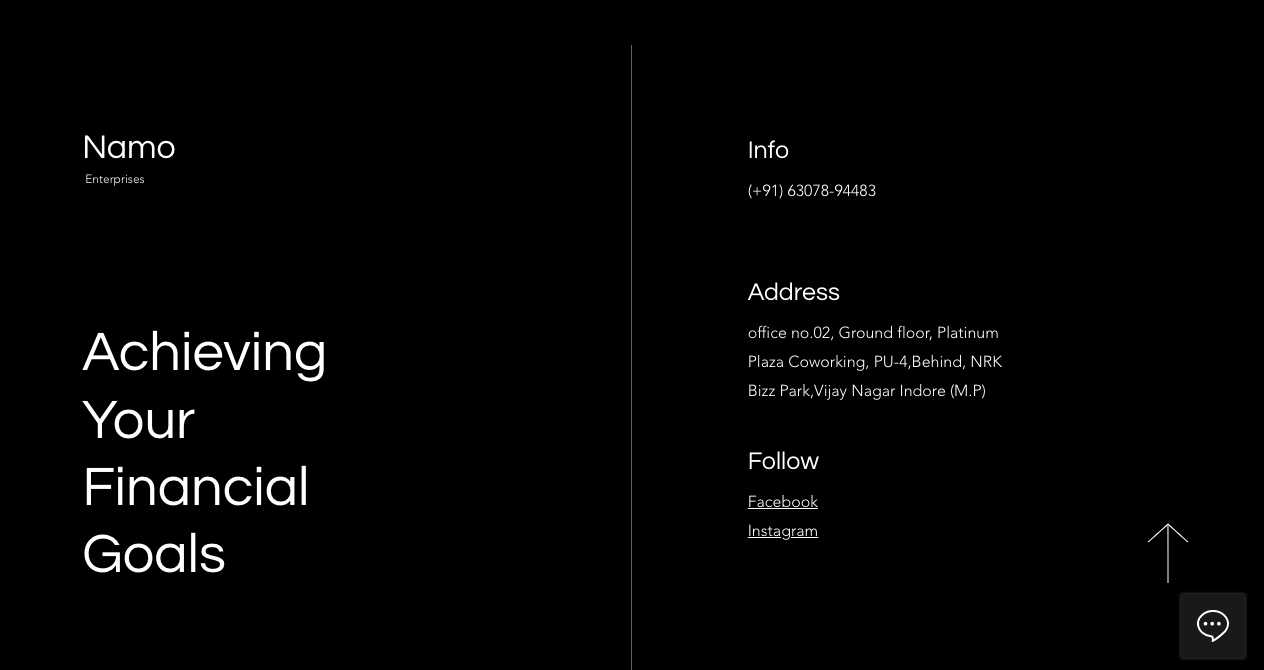 Namo
Enterprises
Achieving
Your
Financial
Goals
Info
(+91) 63078-94483
Address
office no.02, Ground floor, Platinum
Plaza Coworking, PU-4,Behind, NRK
Bizz Park,Vijay Nagar Indore (M.P)
Follow
Facebook
Instagram